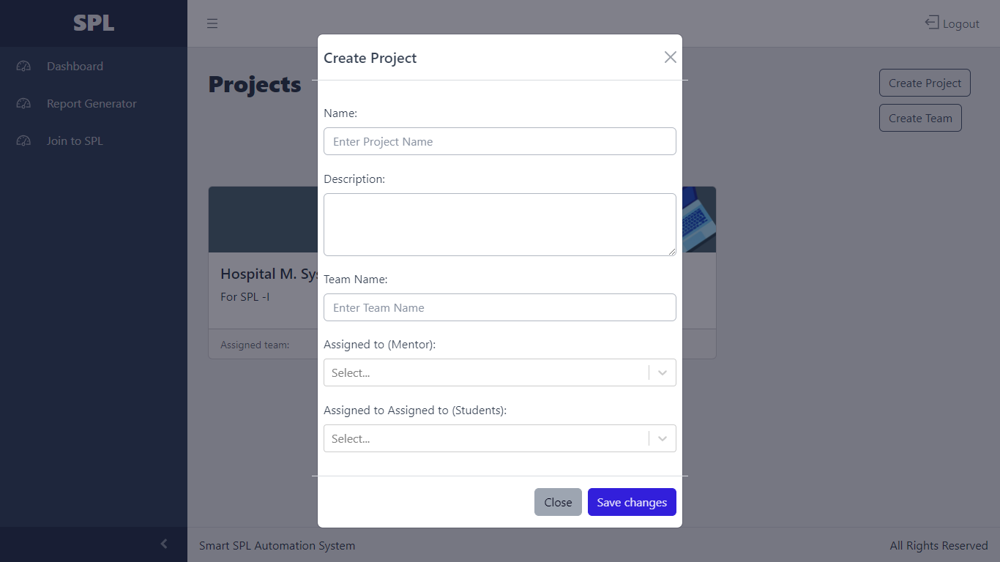 SPL
Logout
Dashboard
Report Generator
Join to SPL
Projects
Create Project
Create Team
Hospital M. Sys
For SPL -I
Assigned team:
Create Project
Name:
Enter Project Name
Description:
Team Name:
Enter Team Name
Assigned to (Mentor):
Select...
Assigned to Assigned to (Students):
Select...
Close
Save changes
Smart SPL Automation System
All Rights Reserved